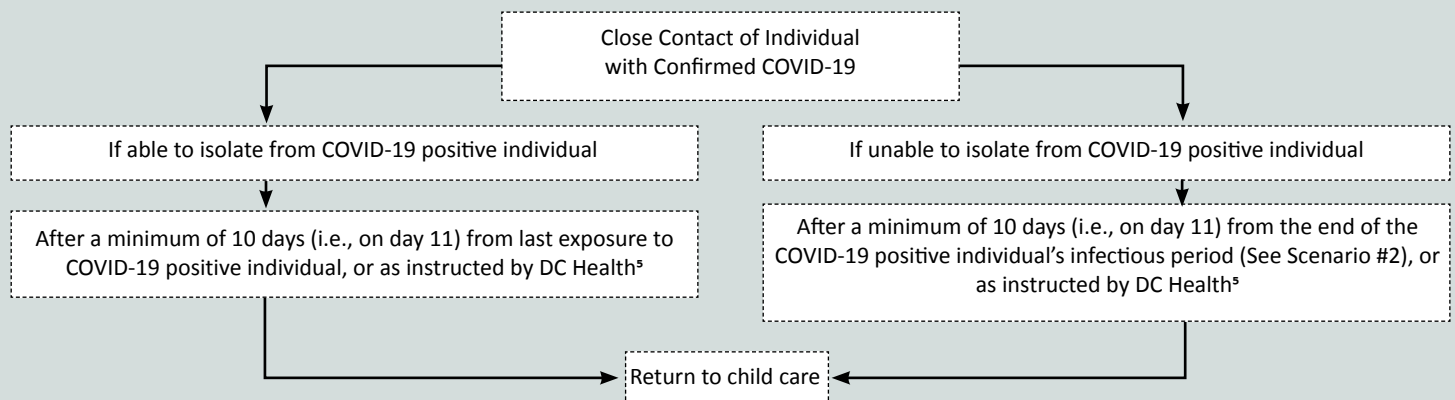 Close Contact of Individual
with Confirmed COVID-19
If able to isolate from COVID-19 positive individual
If unable to isolate from COVID-19 positive individual
After a minimum of 10 days (i.e., on day 11) from last exposure to
COVID-19 positive individual, or as instructed by DC Health⁵
After a minimum of 10 days (i.e., on day 11) from the end of the
COVID-19 positive individual’s infectious period (See Scenario #2), or
as instructed by DC Health⁵
Return to child care